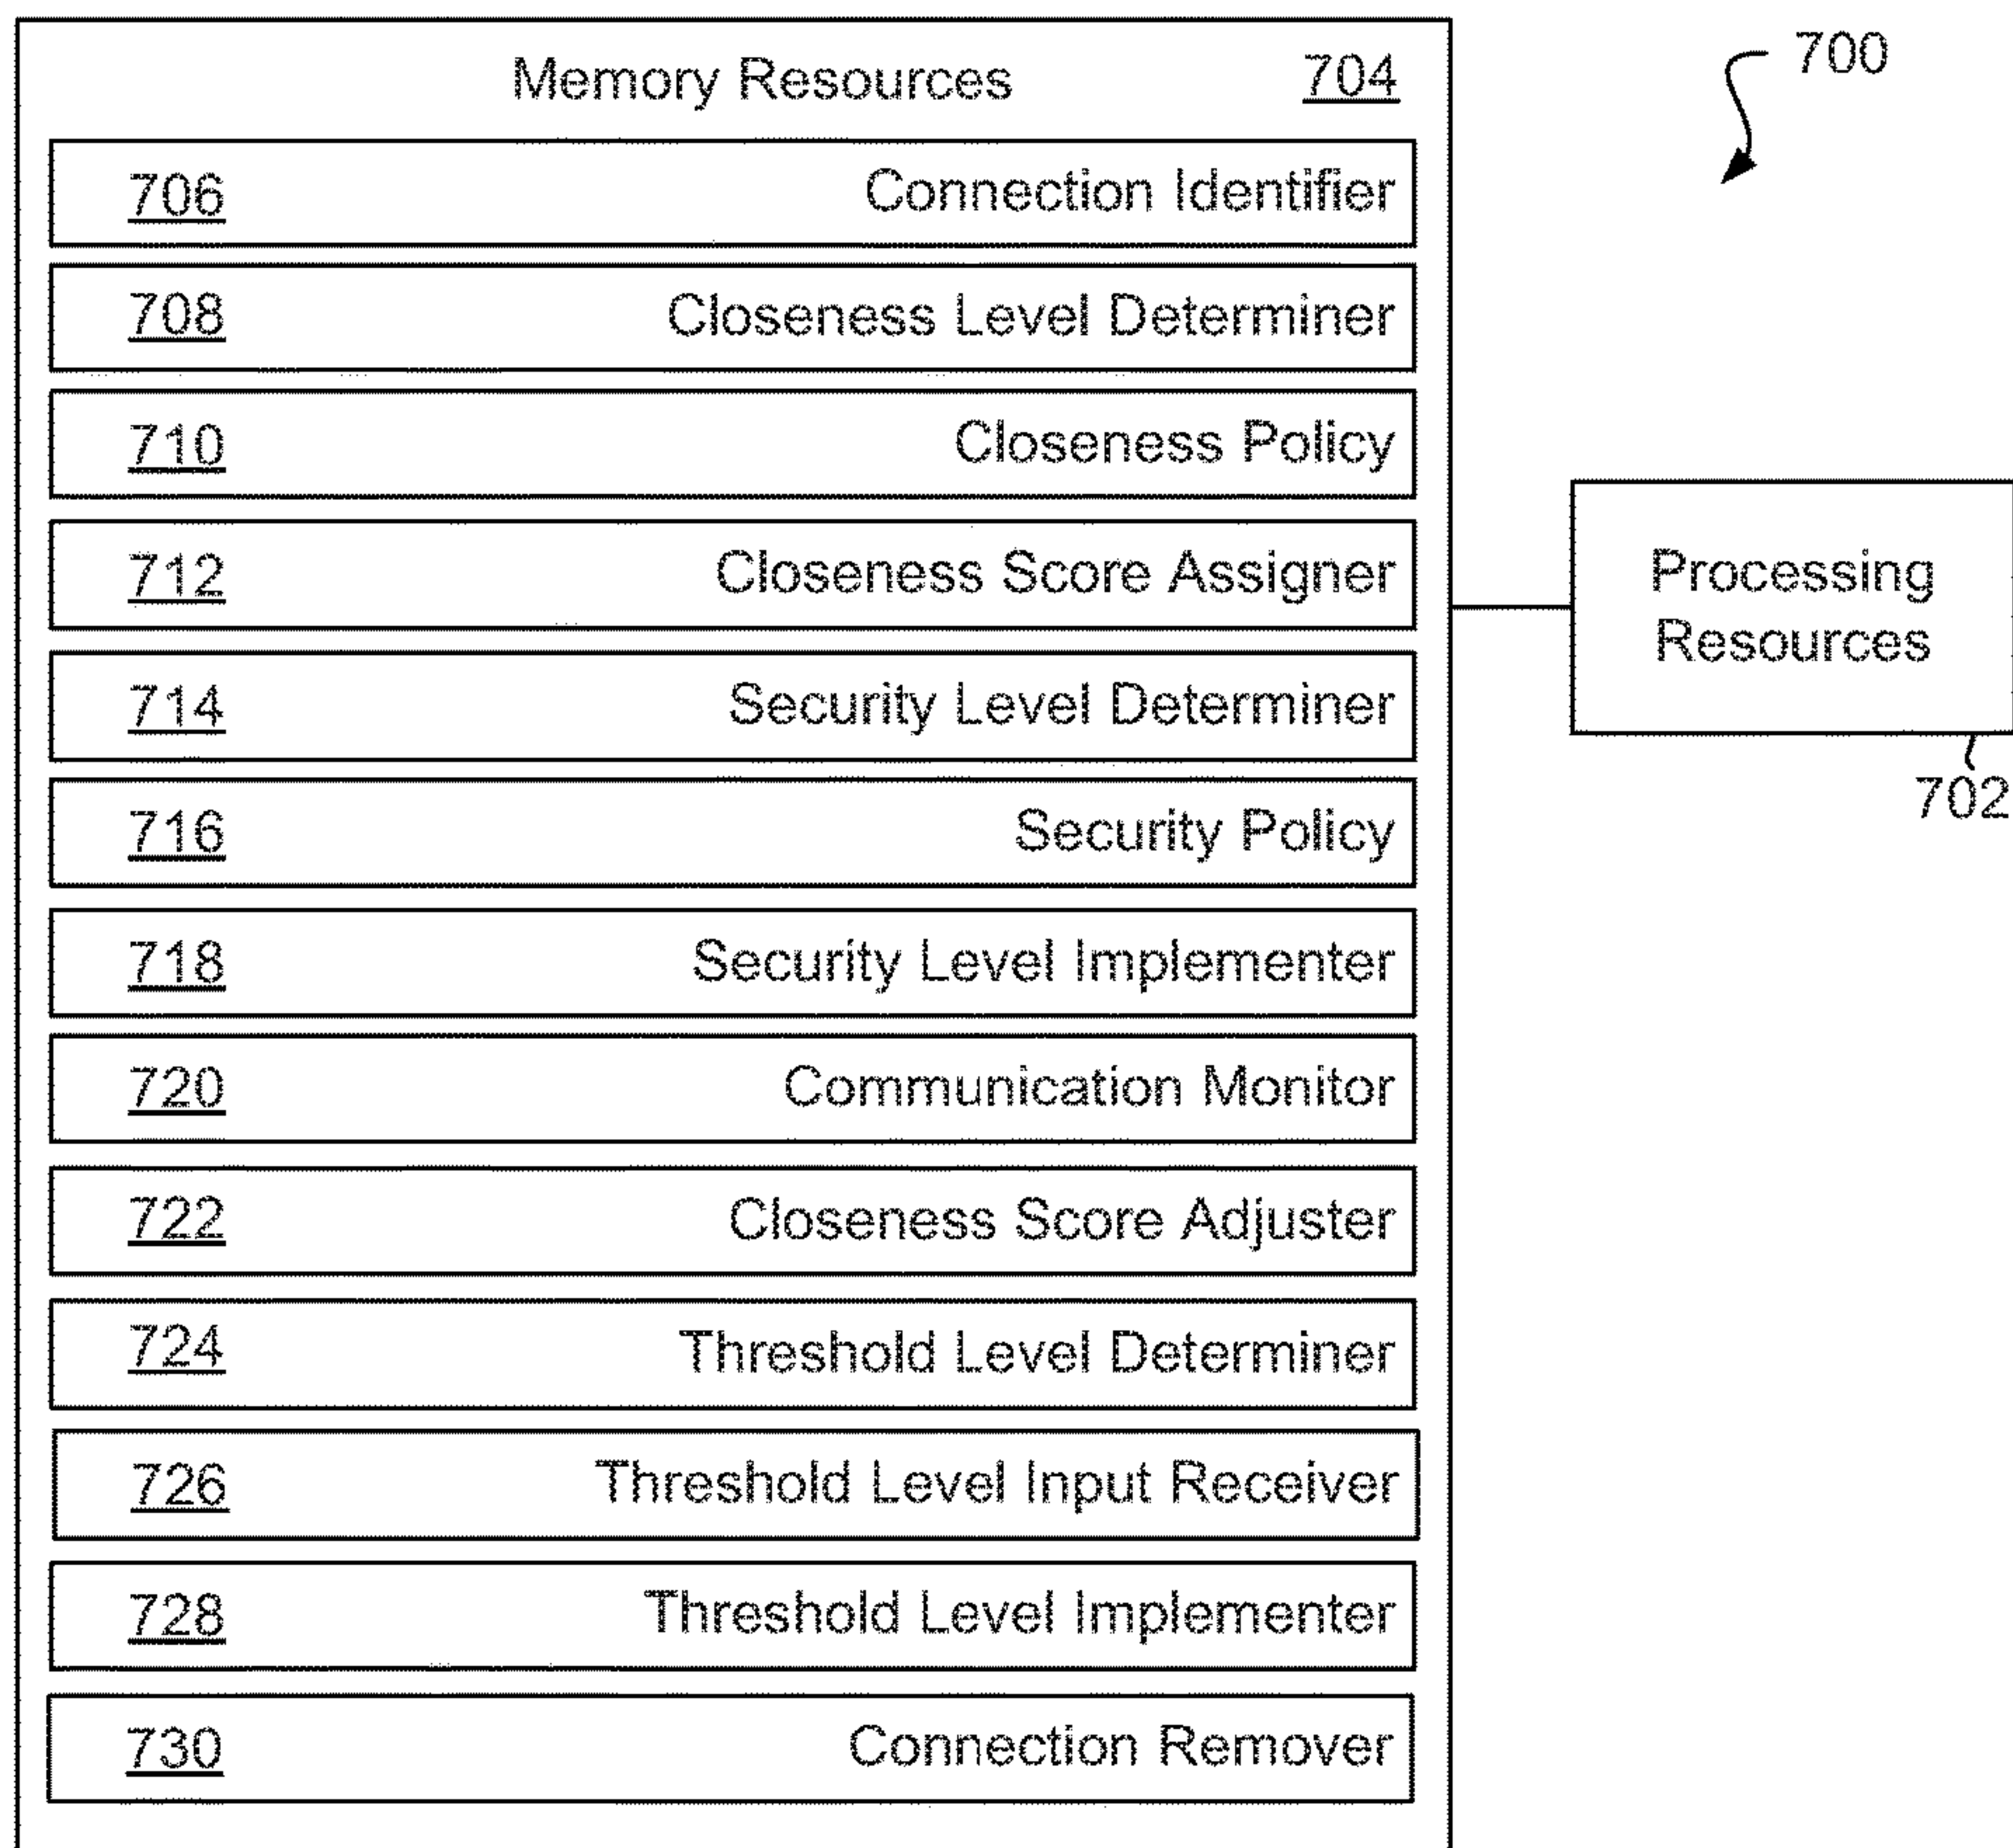 Memory Resources 704
700
706 Connection Identifier
708 Closeness Level Determiner
710 Closeness Policy
712 Closeness Score Assigner
714 Security Level Determiner
716 Security Policy
718 Security Level Implementer
720 Communication Monitor
722 Closeness Score Adjuster
724 Threshold Level Determiner
726 Threshold Level Input Receiver
728 Threshold Level Implementer
730 Connection Remover
Processing
Resources
702